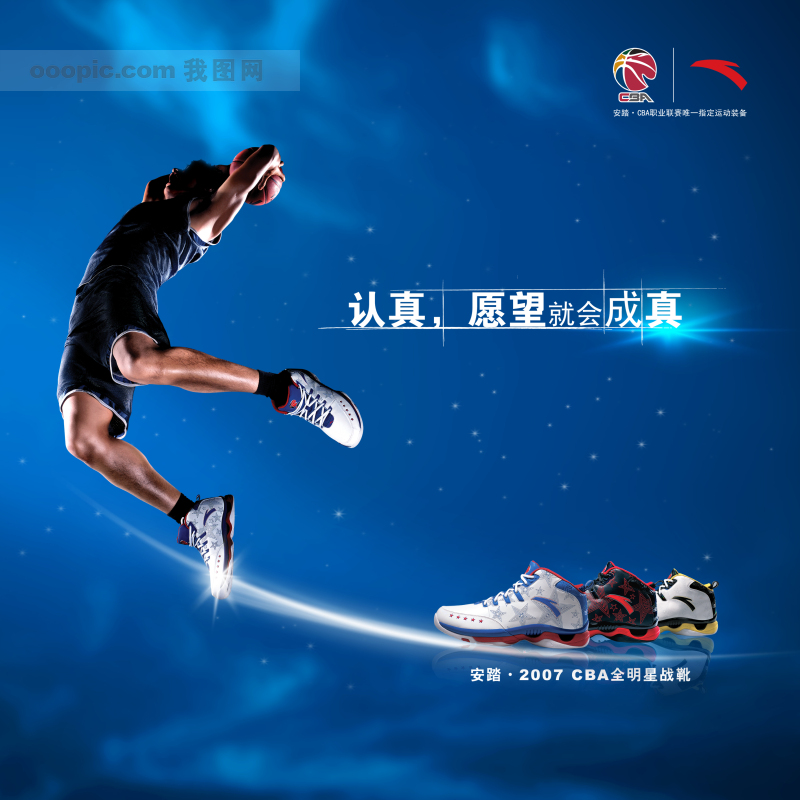 ooopic.com 我图网
CBA
安踏·CBA职业联赛唯一指定运动装备
认真，愿望就会成真
安踏·2007 CBA全明星战靴